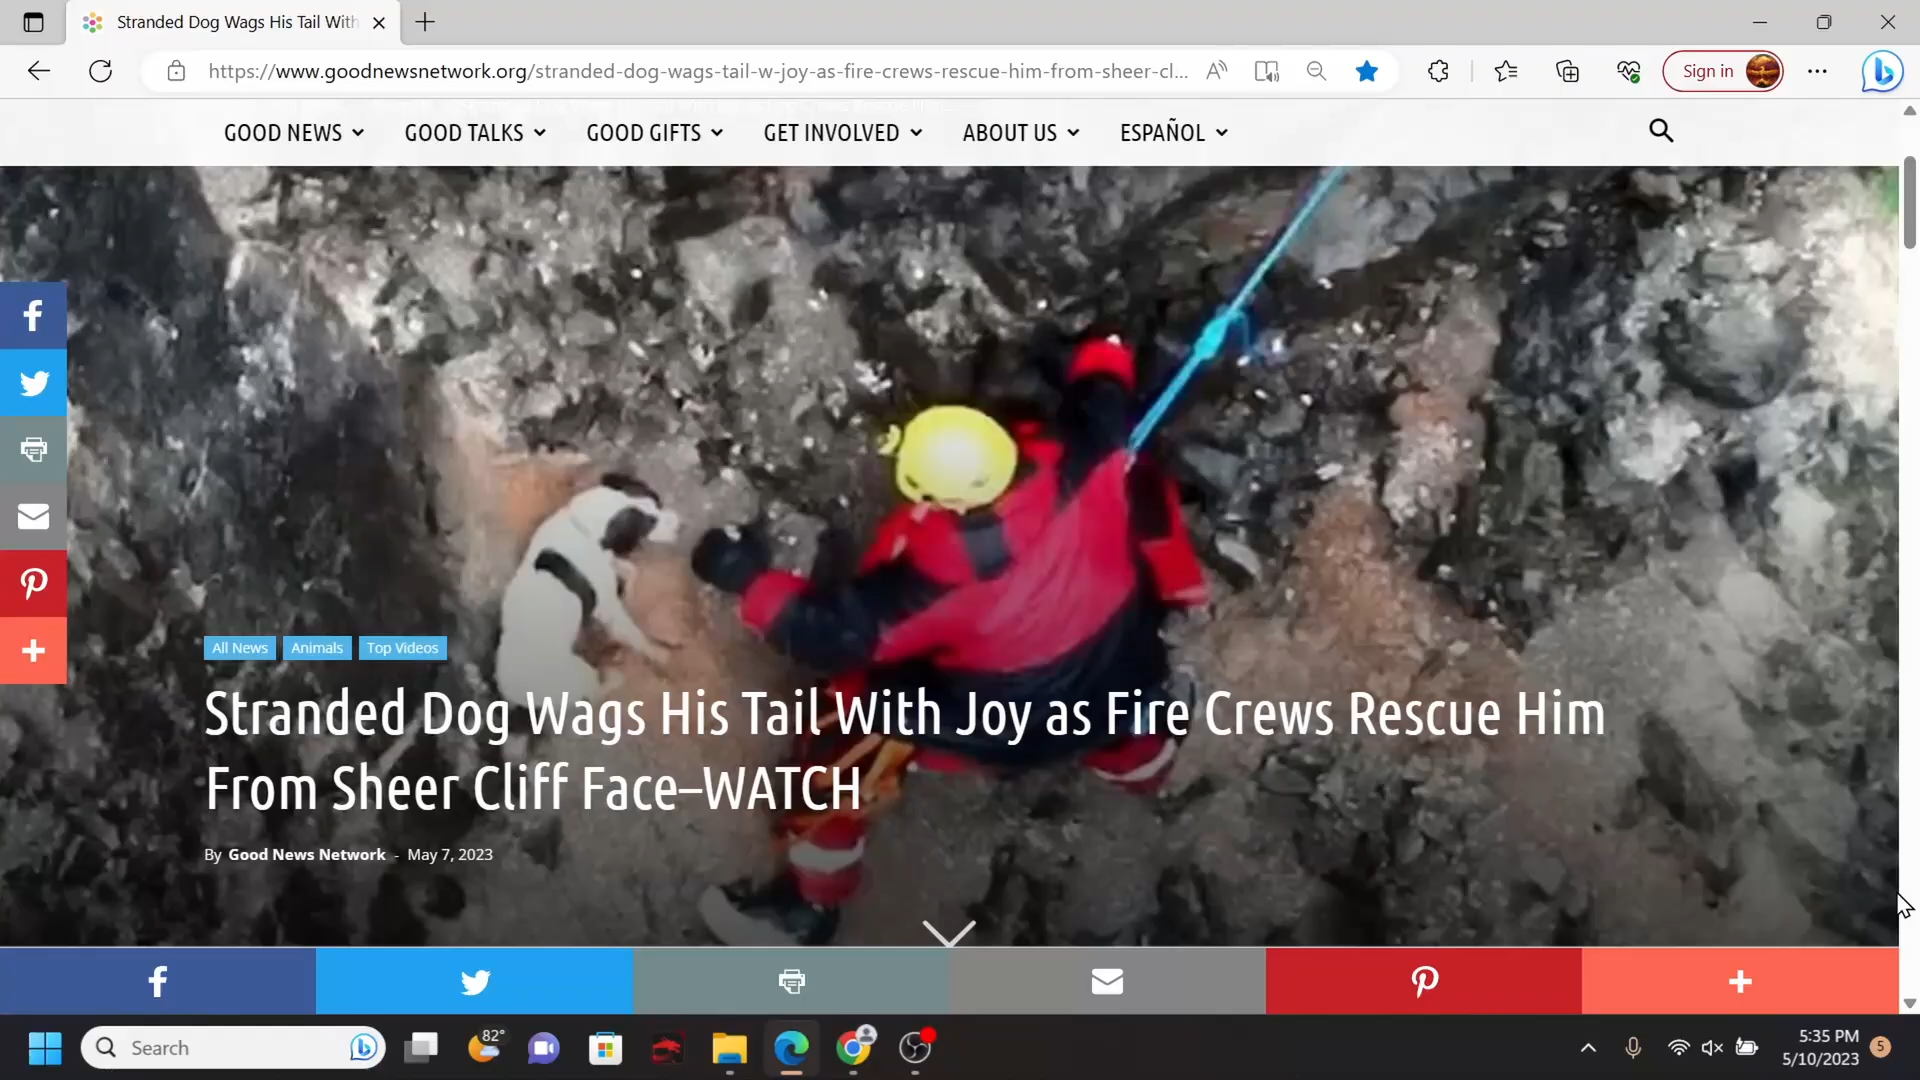 Stranded Dog Wags His Tail With
https://www.goodnewsnetwork.org/stranded-dog-wags-tail-w-joy-as-fire-crews-rescue-him-from-sheer-cl...
Sign in
GOOD NEWS
GOOD TALKS
GOOD GIFTS
GET INVOLVED
ABOUT US
ESPAÑOL
All News
Animals
Top Videos
Stranded Dog Wags His Tail With Joy as Fire Crews Rescue Him
From Sheer Cliff Face–WATCH
By Good News Network - May 7, 2023
Search
82°
5:35 PM
5/10/2023
5